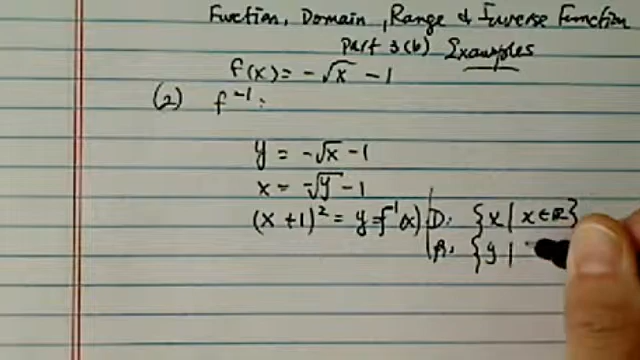 Function, Domain, Range & Inverse Function
Part 3(b) Examples
f(x) = -√x - 1
(2) f⁻¹:
y = -√x - 1
x = -√y - 1
(x+1)² = y = f⁻¹(x) D: {x | x ∈ ℝ}
R: {y |